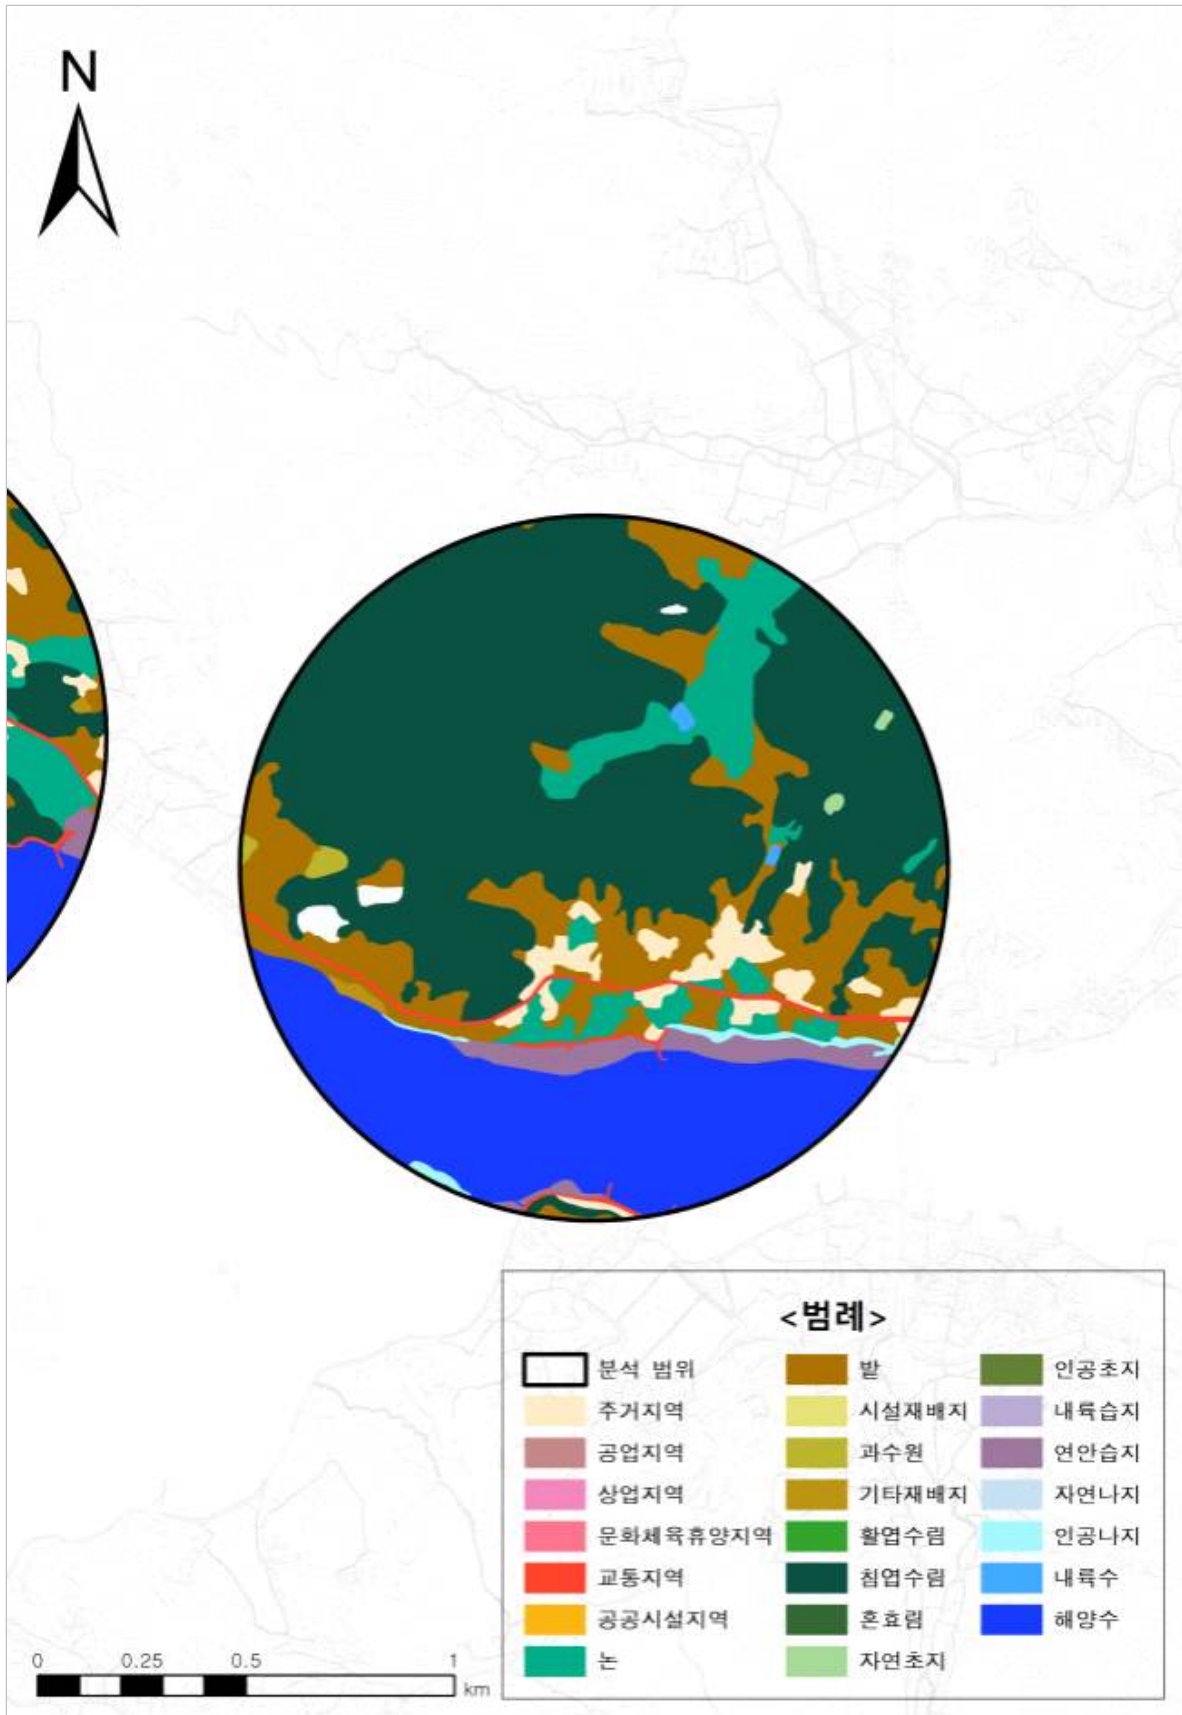 N
<범례>
분석 범위
주거지역
공업지역
상업지역
문화체육휴양지역
교통지역
공공시설지역
논
밭
시설재배지
과수원
기타재배지
활엽수림
침엽수림
혼효림
자연초지
인공초지
내륙습지
연안습지
자연나지
인공나지
내륙수
해양수
0 0.25 0.5 1
km